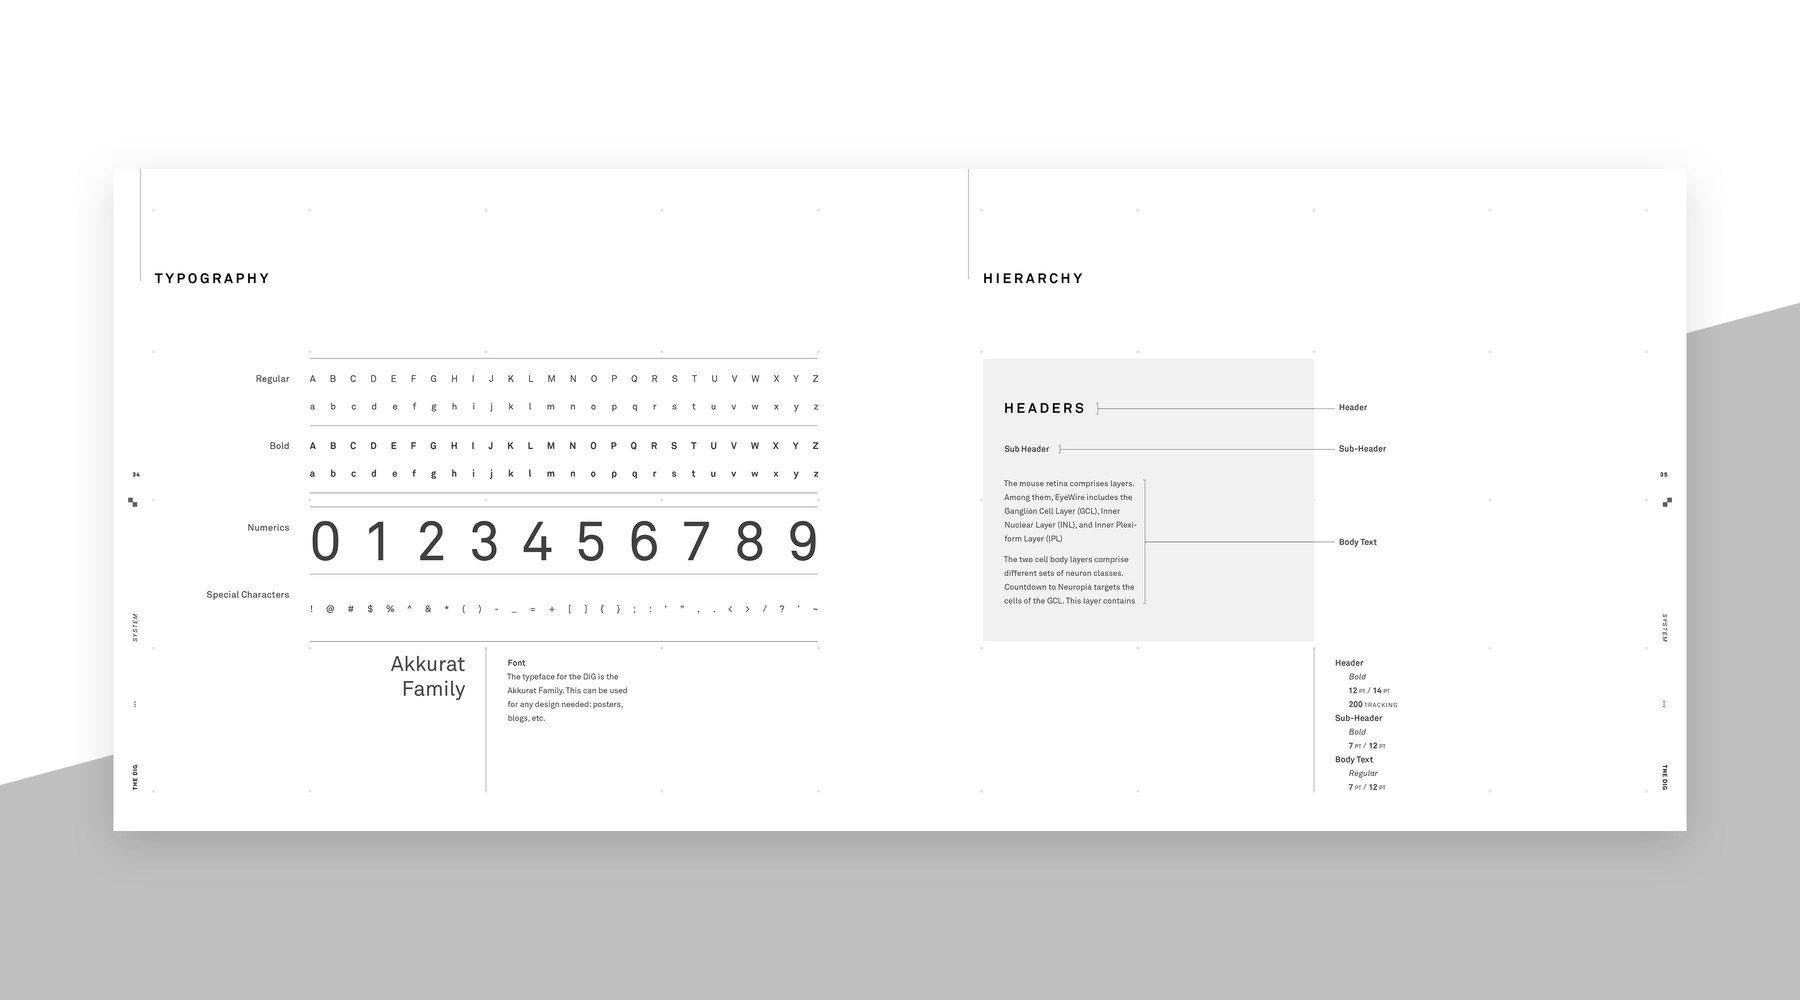 TYPOGRAPHY
Regular
A B C D E F G H I J K L M N O P Q R S T U V W X Y Z
a b c d e f g h i j k l m n o p q r s t u v w x y z
Bold
A B C D E F G H I J K L M N O P Q R S T U V W X Y Z
a b c d e f g h i j k l m n o p q r s t u v w x y z
Numerics
0 1 2 3 4 5 6 7 8 9
Special Characters
! @ # $ % ^ & * ( ) - _ = + [ ] { } ; : ' " , . < > / ? ` ~
Akkurat
Family
Font
The typeface for the DiG is the
Akkurat Family. This can be used
for any design needed: posters,
blogs, etc.
34
SYSTEM
THE DIG
HIERARCHY
HEADERS
Header
Sub Header
Sub-Header
The mouse retina comprises layers.
Among them, EyeWire includes the
Ganglion Cell Layer (GCL), Inner
Nuclear Layer (INL), and Inner Plexi-
form Layer (IPL)
The two cell body layers comprise
different sets of neuron classes.
Countdown to Neuropia targets the
cells of the GCL. This layer contains
Body Text
Header
Bold
12 PT / 14 PT
200 TRACKING
Sub-Header
Bold
7 PT / 12 PT
Body Text
Regular
7 PT / 12 PT
35
SYSTEM
THE DIG